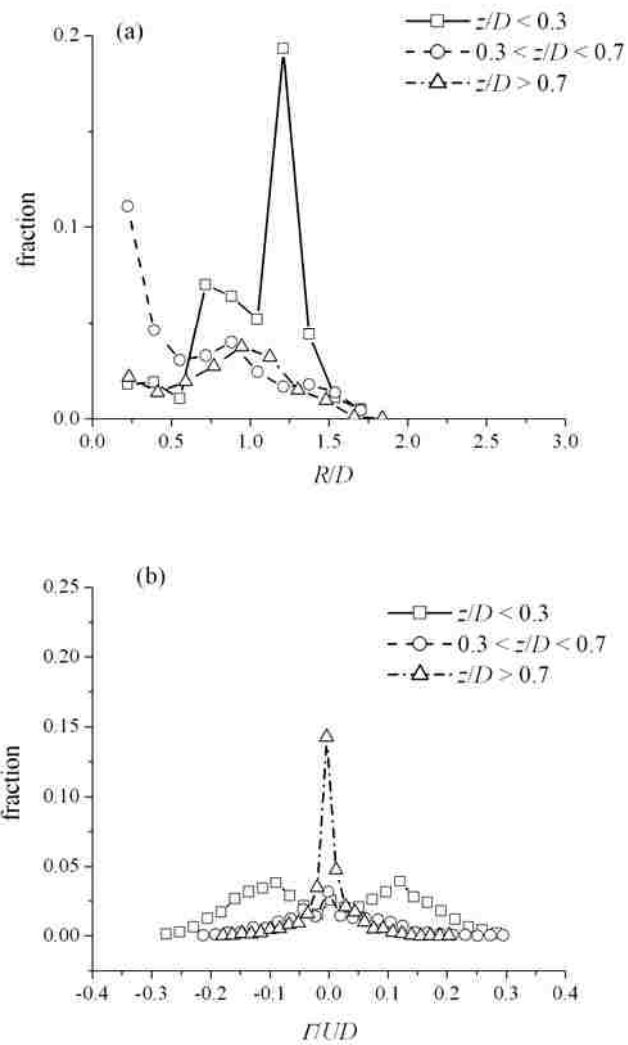 (a)
z/D < 0.3
0.3 < z/D < 0.7
z/D > 0.7
0.2
0.1
0.0
fraction
0.0 0.5 1.0 1.5 2.0 2.5 3.0
R/D
(b)
z/D < 0.3
0.3 < z/D < 0.7
z/D > 0.7
0.25
0.20
0.15
0.10
0.05
0.00
fraction
-0.4 -0.3 -0.2 -0.1 0.0 0.1 0.2 0.3 0.4
Γ/UD